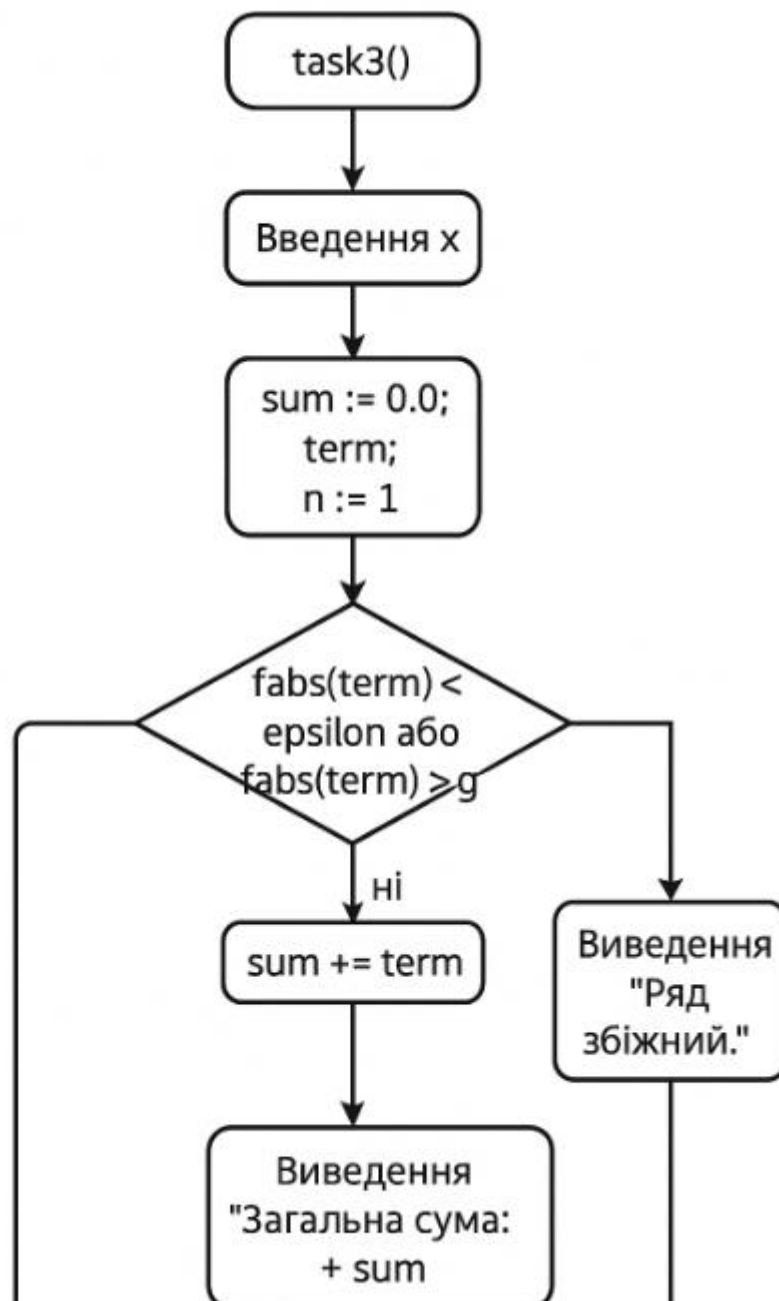 task3()
Введення x
sum := 0.0;
term;
n := 1
fabs(term) <
epsilon або
fabs(term) > g
ні
sum += term
Виведення
"Ряд
збіжний."
Виведення
"Загальна сума:
+ sum